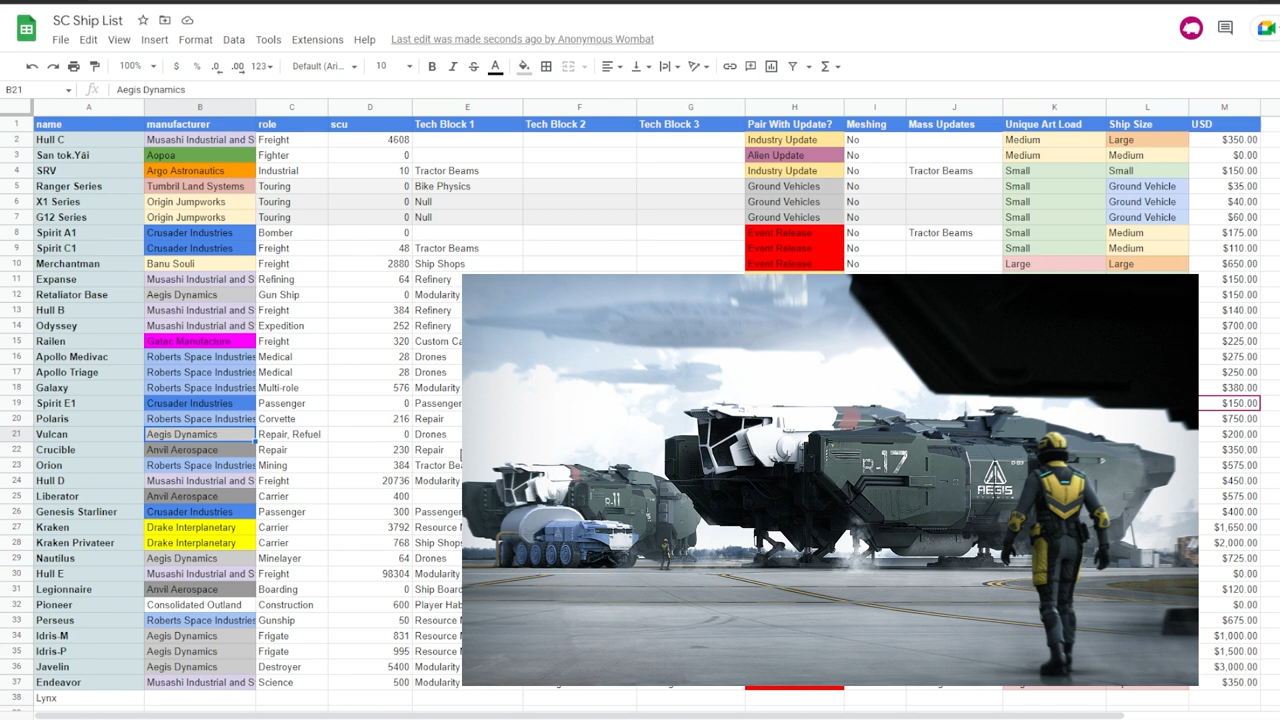 SC Ship List
File Edit View Insert Format Data Tools Extensions Help Last edit was made seconds ago by Anonymous Wombat
100% $ % .0 .00 123 Default (Ari... 10 B I S A
B21 fx Aegis Dynamics
A B C D E F G H I J K L M
1 name manufacturer role scu Tech Block 1 Tech Block 2 Tech Block 3 Pair With Update? Meshing Mass Updates Unique Art Load Ship Size USD
2 Hull C Musashi Industrial and S Freight 4608 Industry Update No Medium Large $350.00
3 San tok.Yāi Aopoa Fighter 0 Alien Update No Medium Medium $0.00
4 SRV Argo Astronautics Industrial 10 Tractor Beams Industry Update No Tractor Beams Small Small $150.00
5 Ranger Series Tumbril Land Systems Touring 0 Bike Physics Ground Vehicles No Small Ground Vehicle $35.00
6 X1 Series Origin Jumpworks Touring 0 Null Ground Vehicles No Small Ground Vehicle $40.00
7 G12 Series Origin Jumpworks Touring 0 Null Ground Vehicles No Small Ground Vehicle $60.00
8 Spirit A1 Crusader Industries Bomber 0 Event Release No Tractor Beams Small Medium $175.00
9 Spirit C1 Crusader Industries Freight 48 Tractor Beams Event Release No Small Medium $110.00
10 Merchantman Banu Souli Freight 2880 Ship Shops Event Release No Large Large $650.00
11 Expanse Musashi Industrial and S Refining 64 Refinery $150.00
12 Retaliator Base Aegis Dynamics Gun Ship 0 Modularity $150.00
13 Hull B Musashi Industrial and S Freight 384 Refinery $140.00
14 Odyssey Musashi Industrial and S Expedition 252 Refinery $700.00
15 Railen Gatac Manufacture Freight 320 Custom Ca $225.00
16 Apollo Medivac Roberts Space Industries Medical 28 Drones $275.00
17 Apollo Triage Roberts Space Industries Medical 28 Drones $250.00
18 Galaxy Roberts Space Industries Multi-role 576 Modularity $380.00
19 Spirit E1 Crusader Industries Passenger 0 Passenger $150.00
20 Polaris Roberts Space Industries Corvette 216 Repair $750.00
21 Vulcan Aegis Dynamics Repair, Refuel 0 Drones $200.00
22 Crucible Anvil Aerospace Repair 230 Repair $350.00
23 Orion Roberts Space Industries Mining 384 Tractor Bea $575.00
24 Hull D Musashi Industrial and S Freight 20736 Modularity $450.00
25 Liberator Anvil Aerospace Carrier 400 $575.00
26 Genesis Starliner Crusader Industries Passenger 300 Passenger $400.00
27 Kraken Drake Interplanetary Carrier 3792 Resource M $1,650.00
28 Kraken Privateer Drake Interplanetary Carrier 768 Ship Shops $2,000.00
29 Nautilus Aegis Dynamics Minelayer 64 Drones $725.00
30 Hull E Musashi Industrial and S Freight 98304 Modularity $0.00
31 Legionnaire Anvil Aerospace Boarding 0 Ship Board $120.00
32 Pioneer Consolidated Outland Construction 600 Player Hab $0.00
33 Perseus Roberts Space Industries Gunship 50 Resource M $675.00
34 Idris-M Aegis Dynamics Frigate 831 Resource M $1,000.00
35 Idris-P Aegis Dynamics Frigate 995 Resource M $1,500.00
36 Javelin Aegis Dynamics Destroyer 5400 Modularity $3,000.00
37 Endeavor Musashi Industrial and S Science 500 Modularity $350.00
38 Lynx
R-17
R.11
AEGIS